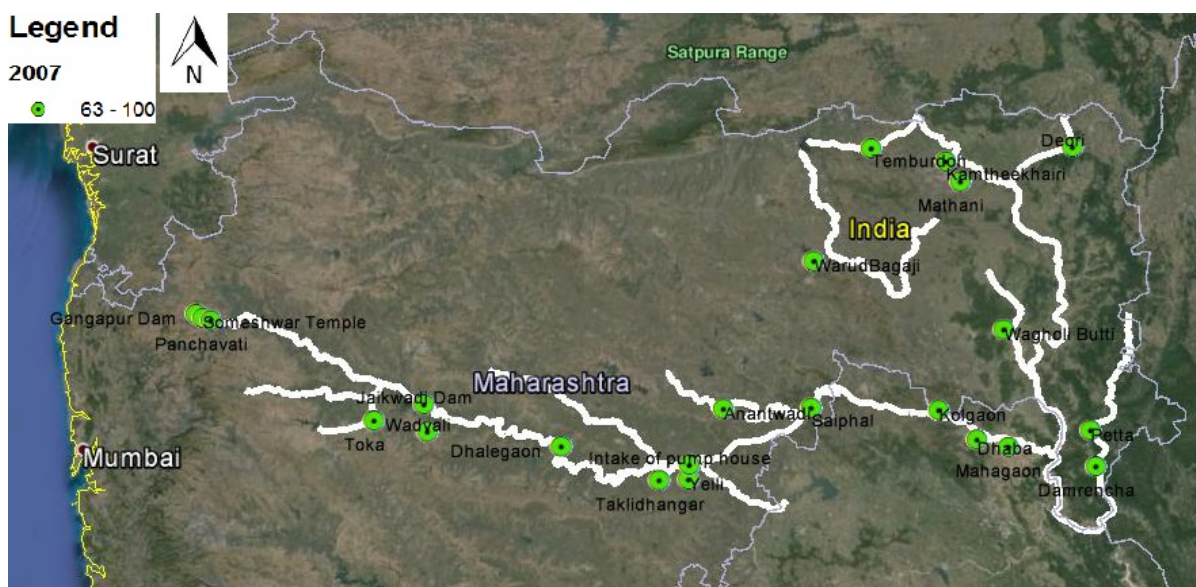 Legend
2007
63 - 100
N
Satpura Range
Surat
Temburdoh
Deori
Kamtheekhairi
Mathani
India
WarudBagaji
Gangapur Dam
Someshwar Temple
Panchavati
Wagholi Butti
Maharashtra
Jaikwadi Dam
Toka
Wadvali
Anantwadi
Saiphal
Kolgaon
Mumbai
Dhalegaon
Intake of pump house
Yelli
Taklidhangar
Dhaba
Mahagaon
Petta
Damrencha